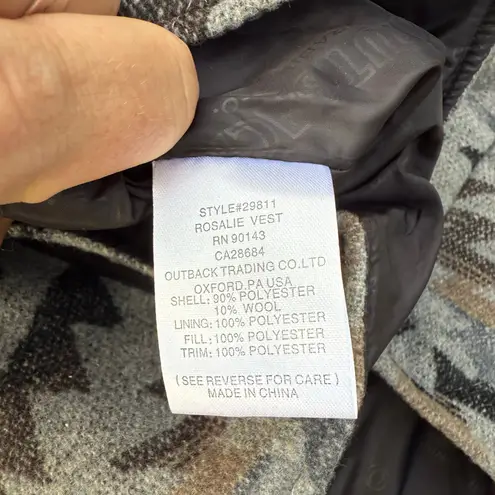 STYLE#29811
ROSALIE VEST
RN 90143
CA28684
OUTBACK TRADING CO.LTD
OXFORD.PA USA
SHELL: 90% POLYESTER
10% WOOL
LINING: 100% POLYESTER
FILL: 100% POLYESTER
TRIM: 100% POLYESTER
(SEE REVERSE FOR CARE)
MADE IN CHINA